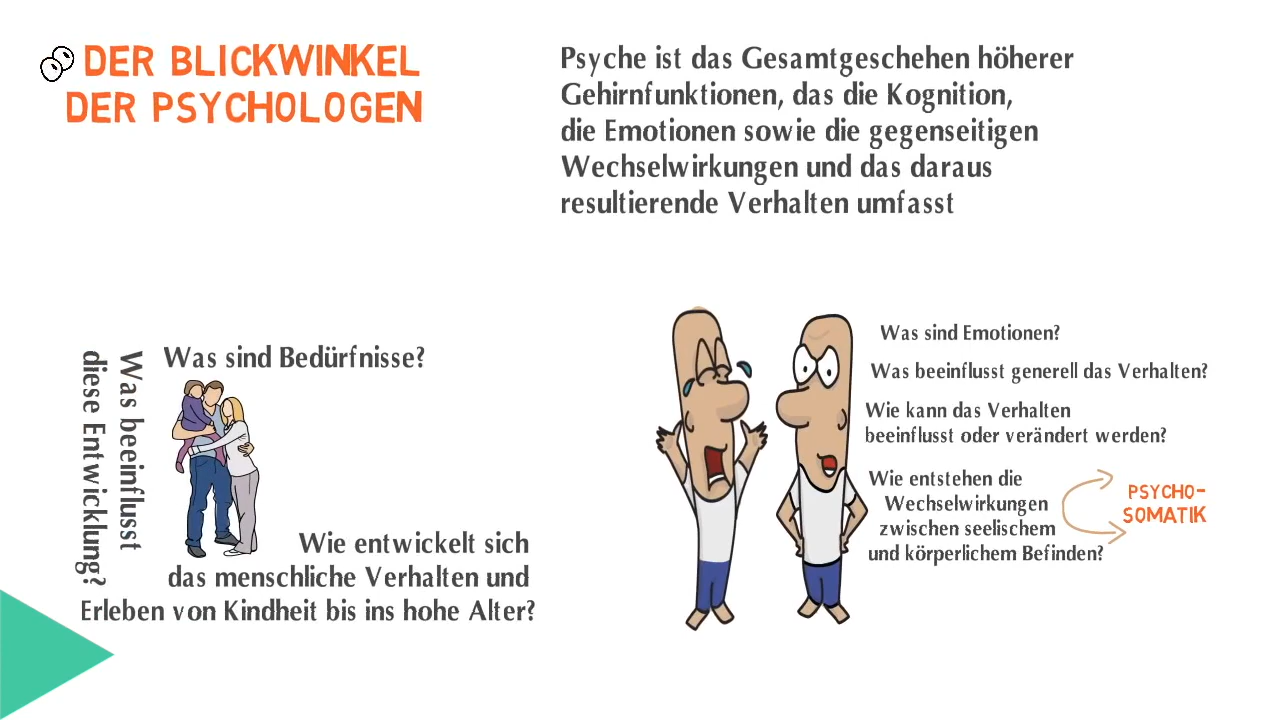 DER BLICKWINKEL
DER PSYCHOLOGEN
Psyche ist das Gesamtgeschehen höherer
Gehirnfunktionen, das die Kognition,
die Emotionen sowie die gegenseitigen
Wechselwirkungen und das daraus
resultierende Verhalten umfasst
Was sind Bedürfnisse?
Was beeinflusst
diese Entwicklung?
Wie entwickelt sich
das menschliche Verhalten und
Erleben von Kindheit bis ins hohe Alter?
Was sind Emotionen?
Was beeinflusst generell das Verhalten?
Wie kann das Verhalten
beeinflusst oder verändert werden?
Wie entstehen die
Wechselwirkungen
zwischen seelischem
und körperlichem Befinden?
PSYCHO-
SOMATIK